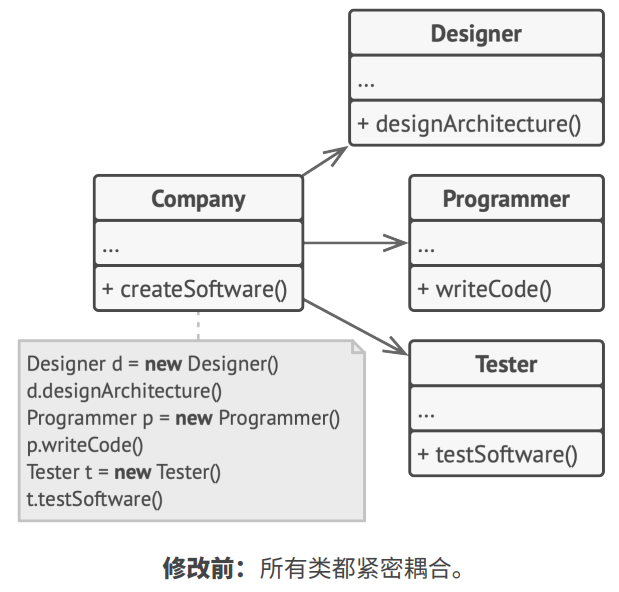 Designer
...
+ designArchitecture()
Company
...
+ createSoftware()
Programmer
...
+ writeCode()
Tester
...
+ testSoftware()
Designer d = new Designer()
d.designArchitecture()
Programmer p = new Programmer()
p.writeCode()
Tester t = new Tester()
t.testSoftware()
修改前：所有类都紧密耦合。